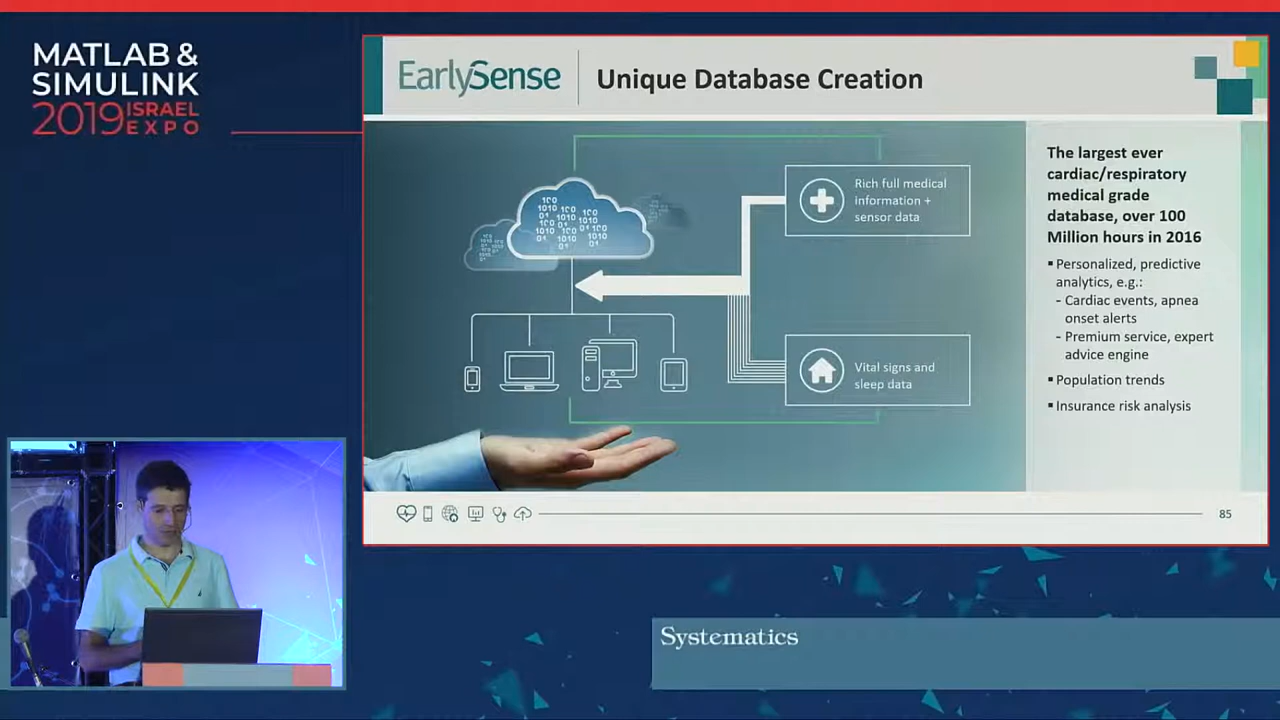 MATLAB &
SIMULINK
2019 ISRAEL
EXPO
EarlySense
Unique Database Creation
Rich full medical
information +
sensor data
Vital signs and
sleep data
The largest ever
cardiac/respiratory
medical grade
database, over 100
Million hours in 2016
▪ Personalized, predictive
analytics, e.g.:
- Cardiac events, apnea
onset alerts
- Premium service, expert
advice engine
▪ Population trends
▪ Insurance risk analysis
85
Systematics